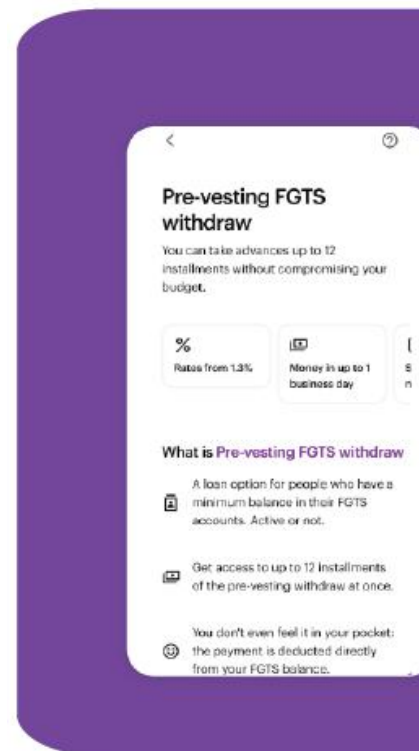 Pre-vesting FGTS
withdraw
You can take advances up to 12
installments without compromising your
budget.
Rates from 1.3%
Money in up to 1
business day
What is Pre-vesting FGTS withdraw
A loan option for people who have a
minimum balance in their FGTS
accounts. Active or not.
Get access to up to 12 installments
of the pre-vesting withdraw at once.
You don't even feel it in your pocket:
the payment is deducted directly
from your FGTS balance.